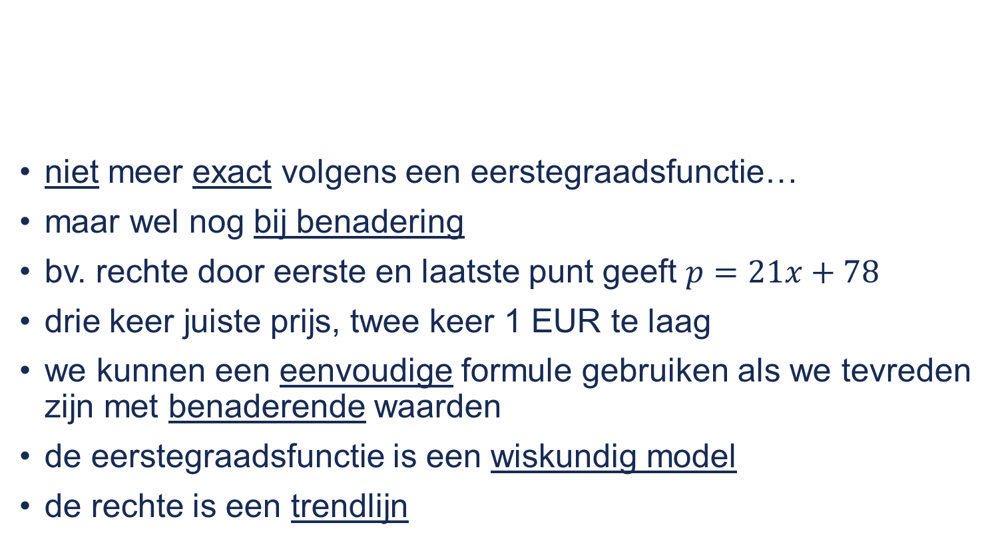 • niet meer exact volgens een eerstegraadsfunctie…
• maar wel nog bij benadering
• bv. rechte door eerste en laatste punt geeft 𝑝 = 21𝑥 + 78
• drie keer juiste prijs, twee keer 1 EUR te laag
• we kunnen een eenvoudige formule gebruiken als we tevreden
zijn met benaderende waarden
• de eerstegraadsfunctie is een wiskundig model
• de rechte is een trendlijn